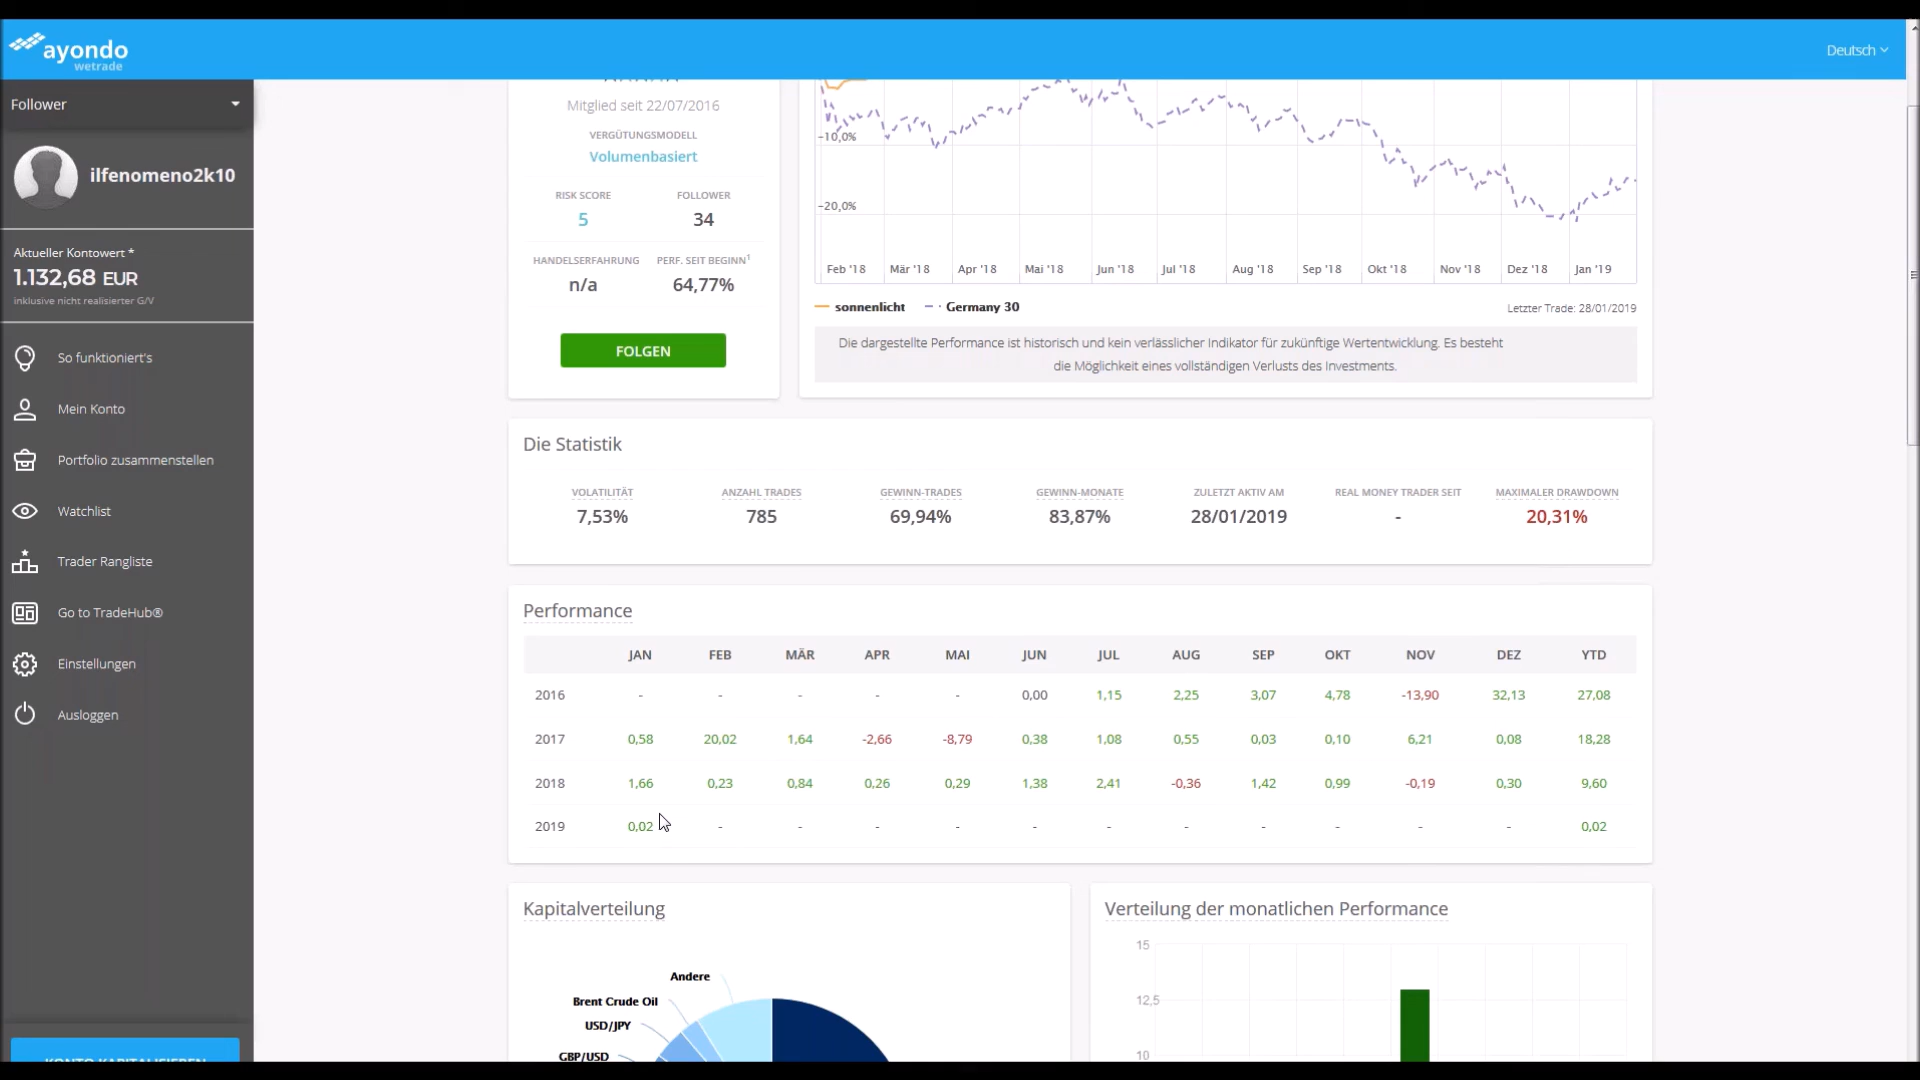 ayondo
wetrade
Deutsch
Follower
ilfenomeno2k10
Aktueller Kontowert *
1.132,68 EUR
inklusive nicht realisierter G/V
So funktioniert's
Mein Konto
Portfolio zusammenstellen
Watchlist
Trader Rangliste
Go to TradeHub®
Einstellungen
Ausloggen
KONTO KAPITALISIEREN
Mitglied seit 22/07/2016
VERGÜTUNGSMODELL
Volumenbasiert
RISK SCORE FOLLOWER
5 34
HANDELSERFAHRUNG PERF. SEIT BEGINN¹
n/a 64,77%
FOLGEN
-10,0%
-20,0%
Feb '18 Mär '18 Apr '18 Mai '18 Jun '18 Jul '18 Aug '18 Sep '18 Okt '18 Nov '18 Dez '18 Jan '19
sonnenlicht Germany 30 Letzter Trade: 28/01/2019
Die dargestellte Performance ist historisch und kein verlässlicher Indikator für zukünftige Wertentwicklung. Es besteht
die Möglichkeit eines vollständigen Verlusts des Investments.
Die Statistik
VOLATILITÄT ANZAHL TRADES GEWINN-TRADES GEWINN-MONATE ZULETZT AKTIV AM REAL MONEY TRADER SEIT MAXIMALER DRAWDOWN
7,53% 785 69,94% 83,87% 28/01/2019 - 20,31%
Performance
JAN FEB MÄR APR MAI JUN JUL AUG SEP OKT NOV DEZ YTD
2016 - - - - - 0,00 1,15 2,25 3,07 4,78 -13,90 32,13 27,08
2017 0,58 20,02 1,64 -2,66 -8,79 0,38 1,08 0,55 0,03 0,10 6,21 0,08 18,28
2018 1,66 0,23 0,84 0,26 0,29 1,38 2,41 -0,36 1,42 0,99 -0,19 0,30 9,60
2019 0,02 - - - - - - - - - - - 0,02
Kapitalverteilung
Andere
Brent Crude Oil
USD/JPY
GBP/USD
Verteilung der monatlichen Performance
15
12,5
10